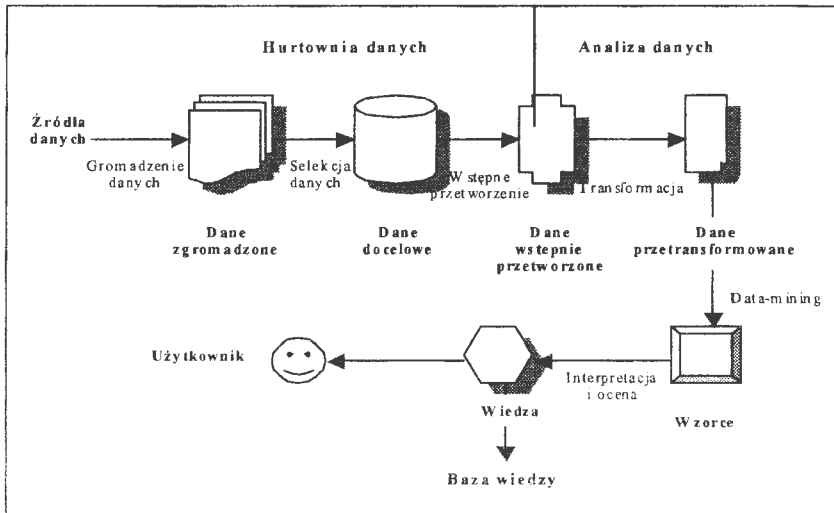 Hurtownia danych
Analiza danych
Źródła
danych
Gromadzenie
danych
Selekcja
danych
Wstępne
przetworzenie
Transformacja
Dane
zgromadzone
Dane
docelowe
Dane
wstepnie
przetworzone
Dane
przetransformowane
Data-mining
Użytkownik
Interpretacja
i ocena
Wiedza
Wzorce
Baza wiedzy